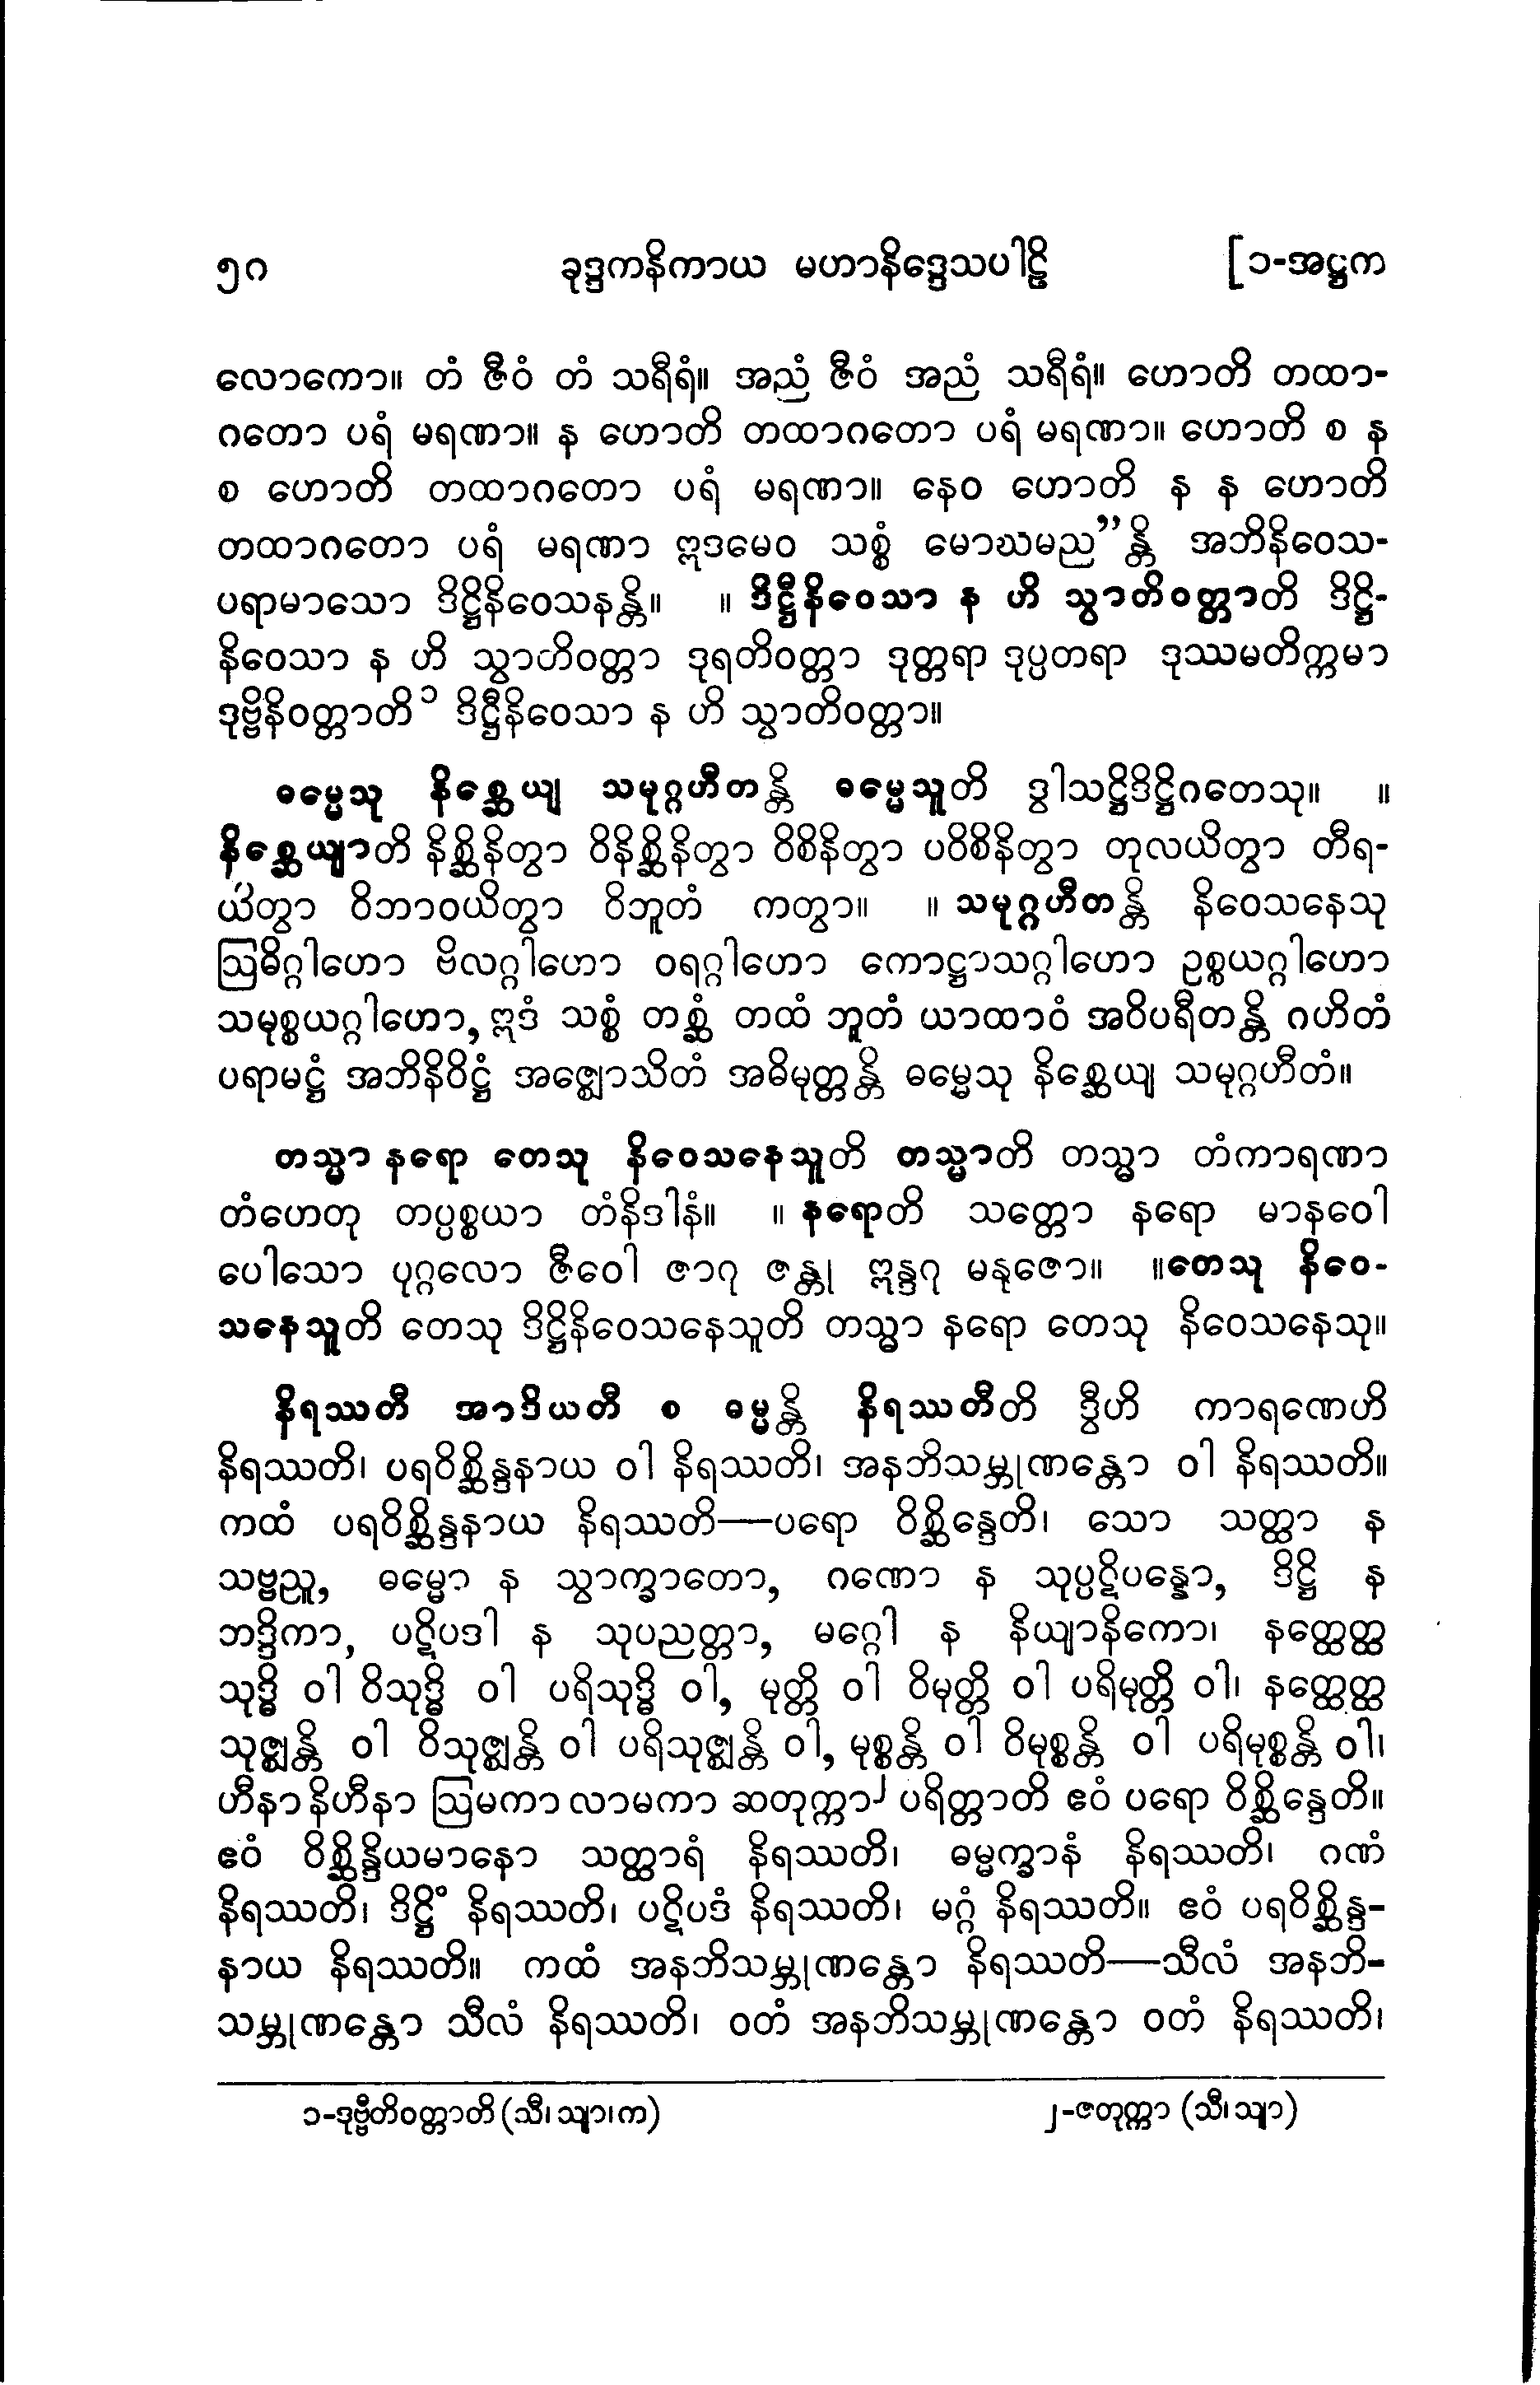 ၅၈ ခုဒ္ဒကနိကာယ မဟာနိဒ္ဒေသပါဠိ [၁-အဋ္ဌက
လောကော။ တံ ဇီဝံ တံ သရီရံ။ အညံ ဇီဝံ အညံ သရီရံ။ ဟောတိ တထာ-
ဂတော ပရံ မရဏာ။ န ဟောတိ တထာဂတော ပရံ မရဏာ။ ဟောတိ စ န
စ ဟောတိ တထာဂတော ပရံ မရဏာ။ နေဝ ဟောတိ န န ဟောတိ
တထာဂတော ပရံ မရဏာ ဣဒမေဝ သစ္စံ မောဃမည”န္တိ အဘိနိဝေသ-
ပရာမာသော ဒိဋ္ဌိနိဝေသနန္တိ။ ။ ဒိဋ္ဌီနိဝေသာ န ဟိ သွာတိဝတ္တာတိ ဒိဋ္ဌိ-
နိဝေသာ န ဟိ သွာတိဝတ္တာ ဒုရတိဝတ္တာ ဒုတ္တရာ ဒုပ္ပတရာ ဒုဿမတိက္ကမာ
ဒုဗ္ဗိနိဝတ္တာတိ၁ ဒိဋ္ဌီနိဝေသာ န ဟိ သွာတိဝတ္တာ။
ဓမ္မေသု နိစ္ဆေယျ သမုဂ္ဂဟီတန္တိ ဓမ္မေသူတိ ဒွါသဋ္ဌိဒိဋ္ဌိဂတေသု။ ။
နိစ္ဆေယျာတိ နိစ္ဆိနိတွာ ဝိနိစ္ဆိနိတွာ ဝိစိနိတွာ ပဝိစိနိတွာ တုလယိတွာ တီရ-
ယိတွာ ဝိဘာဝယိတွာ ဝိဘူတံ ကတွာ။ ။ သမုဂ္ဂဟီတန္တိ နိဝေသနေသု
ဩဓိဂ္ဂါဟော ဗိလဂ္ဂါဟော ဝရဂ္ဂါဟော ကောဋ္ဌာသဂ္ဂါဟော ဥစ္စယဂ္ဂါဟော
သမုစ္စယဂ္ဂါဟော, ဣဒံ သစ္စံ တစ္ဆံ တထံ ဘူတံ ယာထာဝံ အဝိပရီတန္တိ ဂဟိတံ
ပရာမဋ္ဌံ အဘိနိဝိဋ္ဌံ အဇ္ဈောသိတံ အဓိမုတ္တန္တိ ဓမ္မေသု နိစ္ဆေယျ သမုဂ္ဂဟီတံ။
တသ္မာ နရော တေသု နိဝေသနေသူတိ တသ္မာတိ တသ္မာ တံကာရဏာ
တံဟေတု တပ္ပစ္စယာ တံနိဒါနံ။ ။ နရောတိ သတ္တော နရော မာနဝေါ
ပေါသော ပုဂ္ဂလော ဇီဝေါ ဇာဂု ဇန္တု ဣန္ဒဂု မနုဇော။ ။တေသု နိဝေ-
သနေသူတိ တေသု ဒိဋ္ဌိနိဝေသနေသူတိ တသ္မာ နရော တေသု နိဝေသနေသု။
နိရဿတီ အာဒိယတီ စ ဓမ္မန္တိ နိရဿတီတိ ဒွီဟိ ကာရဏေဟိ
နိရဿတိ၊ ပရဝိစ္ဆိန္ဒနာယ ဝါ နိရဿတိ၊ အနဘိသမ္ဘုဏန္တော ဝါ နိရဿတိ။
ကထံ ပရဝိစ္ဆိန္ဒနာယ နိရဿတိ—ပရော ဝိစ္ဆိန္ဒေတိ၊ သော သတ္ထာ န
သဗ္ဗညူ, ဓမ္မော န သွာက္ခာတော, ဂဏော န သုပ္ပဋိပန္နော, ဒိဋ္ဌိ န
ဘဒ္ဒိကာ, ပဋိပဒါ န သုပညတ္တာ, မဂ္ဂေါ န နိယျာနိကော၊ နတ္ထေတ္ထ
သုဒ္ဓိ ဝါ ဝိသုဒ္ဓိ ဝါ ပရိသုဒ္ဓိ ဝါ, မုတ္တိ ဝါ ဝိမုတ္တိ ဝါ ပရိမုတ္တိ ဝါ၊ နတ္ထေတ္ထ
သုဇ္ဈန္တိ ဝါ ဝိသုဇ္ဈန္တိ ဝါ ပရိသုဇ္ဈန္တိ ဝါ, မုစ္စန္တိ ဝါ ဝိမုစ္စန္တိ ဝါ ပရိမုစ္စန္တိ ဝါ၊
ဟီနာ နိဟီနာ ဩမကာ လာမကာ ဆတုက္ကာ၂ ပရိတ္တာတိ ဧဝံ ပရော ဝိစ္ဆိန္ဒေတိ။
ဧဝံ ဝိစ္ဆိန္ဒိယမာနော သတ္ထာရံ နိရဿတိ၊ ဓမ္မက္ခာနံ နိရဿတိ၊ ဂဏံ
နိရဿတိ၊ ဒိဋ္ဌိံ နိရဿတိ၊ ပဋိပဒံ နိရဿတိ၊ မဂ္ဂံ နိရဿတိ။ ဧဝံ ပရဝိစ္ဆိန္ဒ-
နာယ နိရဿတိ။ ကထံ အနဘိသမ္ဘုဏန္တော နိရဿတိ—သီလံ အနဘိ-
သမ္ဘုဏန္တော သီလံ နိရဿတိ၊ ဝတံ အနဘိသမ္ဘုဏန္တော ဝတံ နိရဿတိ၊
၁-ဒုဗ္ဗီတိဝတ္တာတိ (သီ၊ သျာ၊ က) ၂-ဇတုက္ကာ (သီ၊ သျာ)